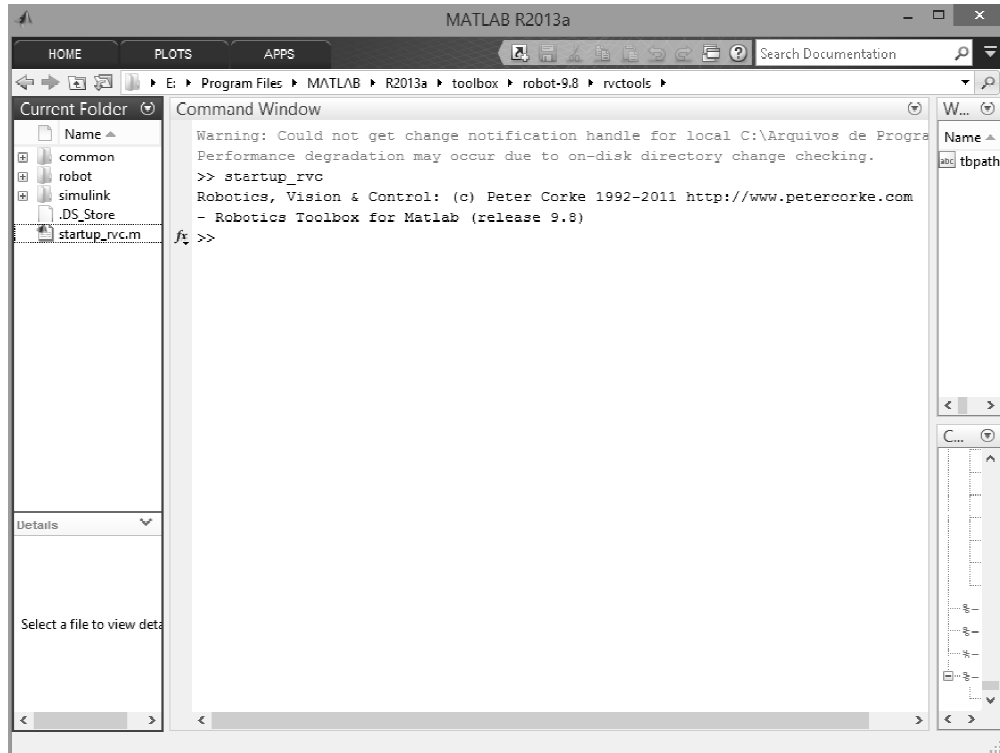 MATLAB R2013a
HOME PLOTS APPS
Search Documentation
E: Program Files MATLAB R2013a toolbox robot-9.8 rvctools
Current Folder
Name
common
robot
simulink
.DS_Store
startup_rvc.m
Details
Select a file to view deta
Command Window
Warning: Could not get change notification handle for local C:\Arquivos de Progra
Performance degradation may occur due to on-disk directory change checking.
>> startup_rvc
Robotics, Vision & Control: (c) Peter Corke 1992-2011 http://www.petercorke.com
- Robotics Toolbox for Matlab (release 9.8)
fx >>
W...
Name
abc tbpath
C...
%--
%--
%--
%--